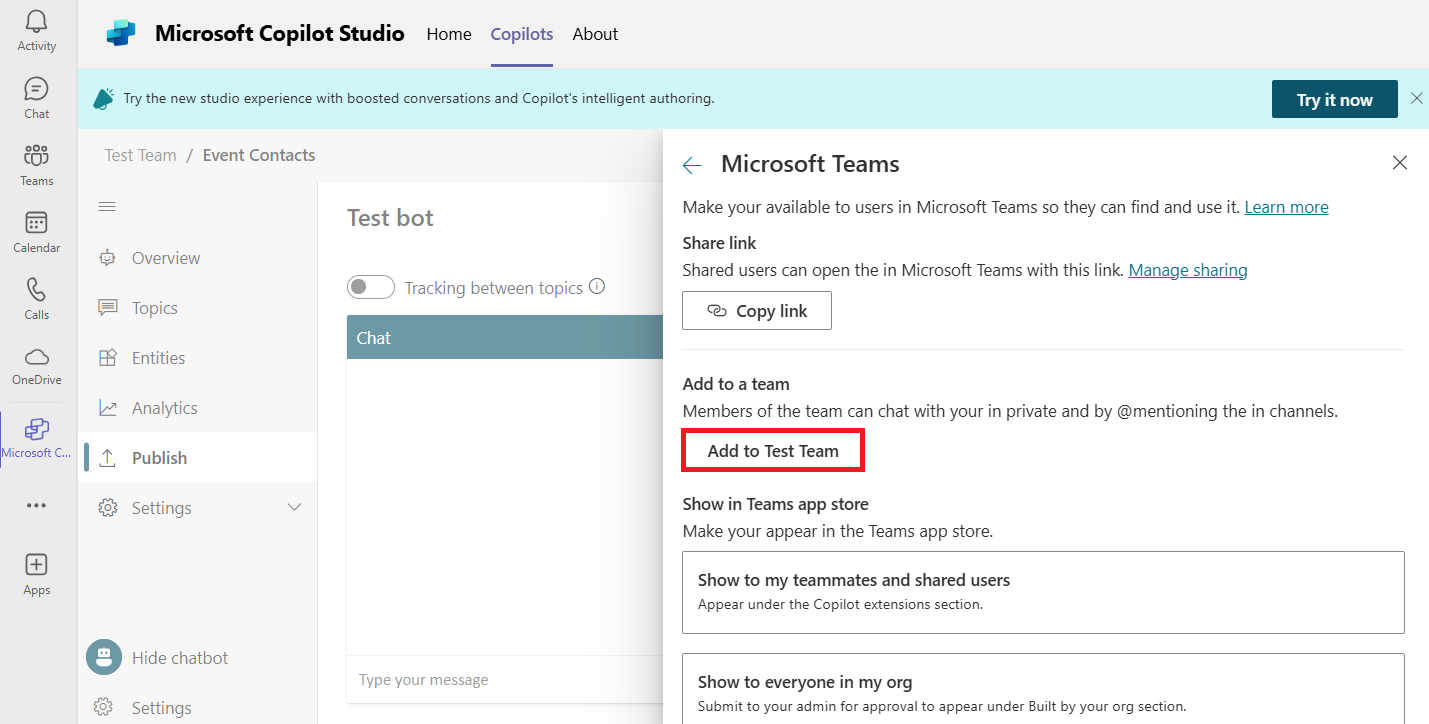 Activity
Chat
Teams
Calendar
Calls
OneDrive
Microsoft C...
Apps
Microsoft Copilot Studio Home Copilots About
Try the new studio experience with boosted conversations and Copilot's intelligent authoring. Try it now
Test Team / Event Contacts
Overview
Topics
Entities
Analytics
Publish
Settings
Hide chatbot
Settings
Test bot
Tracking between topics
Chat
Type your message
Microsoft Teams
Make your available to users in Microsoft Teams so they can find and use it. Learn more
Share link
Shared users can open the in Microsoft Teams with this link. Manage sharing
Copy link
Add to a team
Members of the team can chat with your in private and by @mentioning the in channels.
Add to Test Team
Show in Teams app store
Make your appear in the Teams app store.
Show to my teammates and shared users
Appear under the Copilot extensions section.
Show to everyone in my org
Submit to your admin for approval to appear under Built by your org section.